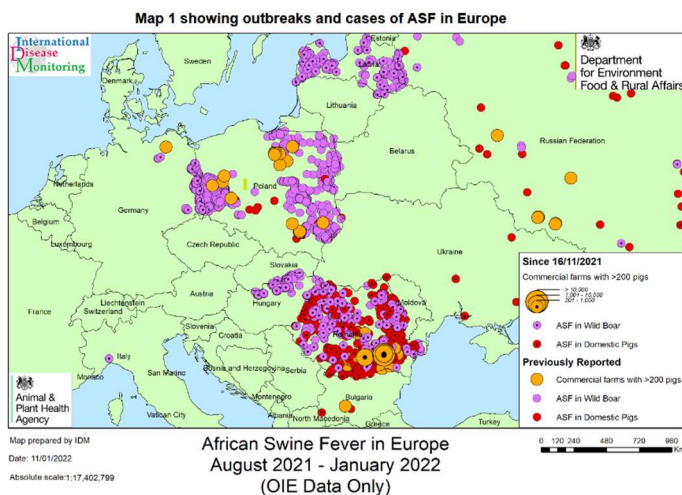 Map 1 showing outbreaks and cases of ASF in Europe
International
Disease
Monitoring
Department
for Environment
Food & Rural Affairs
Estonia
Sweden
Latvia
Denmark
Lithuania
Russian Federation
Belarus
Netherlands
Poland
Germany
Belgium
Luxembourg
Czech Republic
Ukraine
Slovakia
France
Liechtenstein
Austria
Switzerland
Hungary
Moldova
Slovenia
Croatia
Romania
Italy
Bosnia and Herzegovina
Serbia
Monaco
San Marino
Montenegro
Bulgaria
Vatican City
Albania
North Macedonia
Greece
Turkey
Since 16/11/2021
Commercial farms with >200 pigs
> 10,000
1,001 - 10,000
201 - 1,000
ASF in Wild Boar
ASF in Domestic Pigs
Previously Reported
Commercial farms with >200 pigs
ASF in Wild Boar
ASF in Domestic Pigs
Animal &
Plant Health
Agency
Map prepared by IDM
Date: 11/01/2022
Absolute scale:1:17,402,799
African Swine Fever in Europe
August 2021 - January 2022
(OIE Data Only)
0 120 240 480 720 960